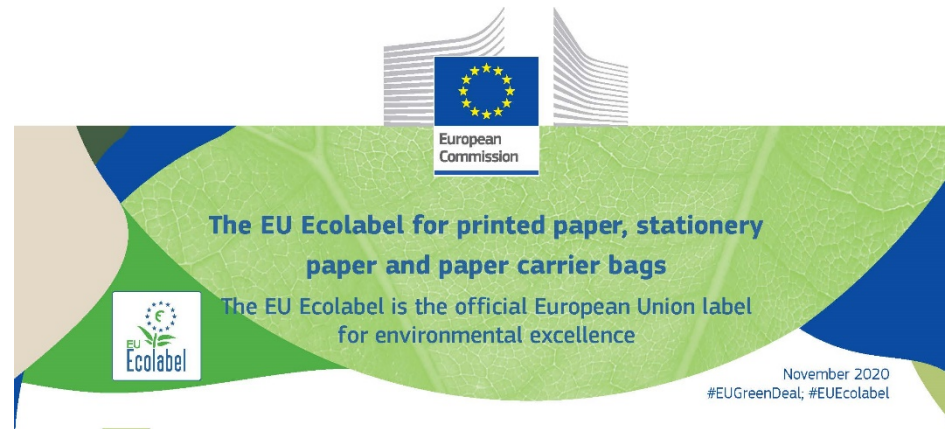 European
Commission
The EU Ecolabel for printed paper, stationery
paper and paper carrier bags
The EU Ecolabel is the official European Union label
for environmental excellence
EU
Ecolabel
November 2020
#EUGreenDeal; #EUEcolabel